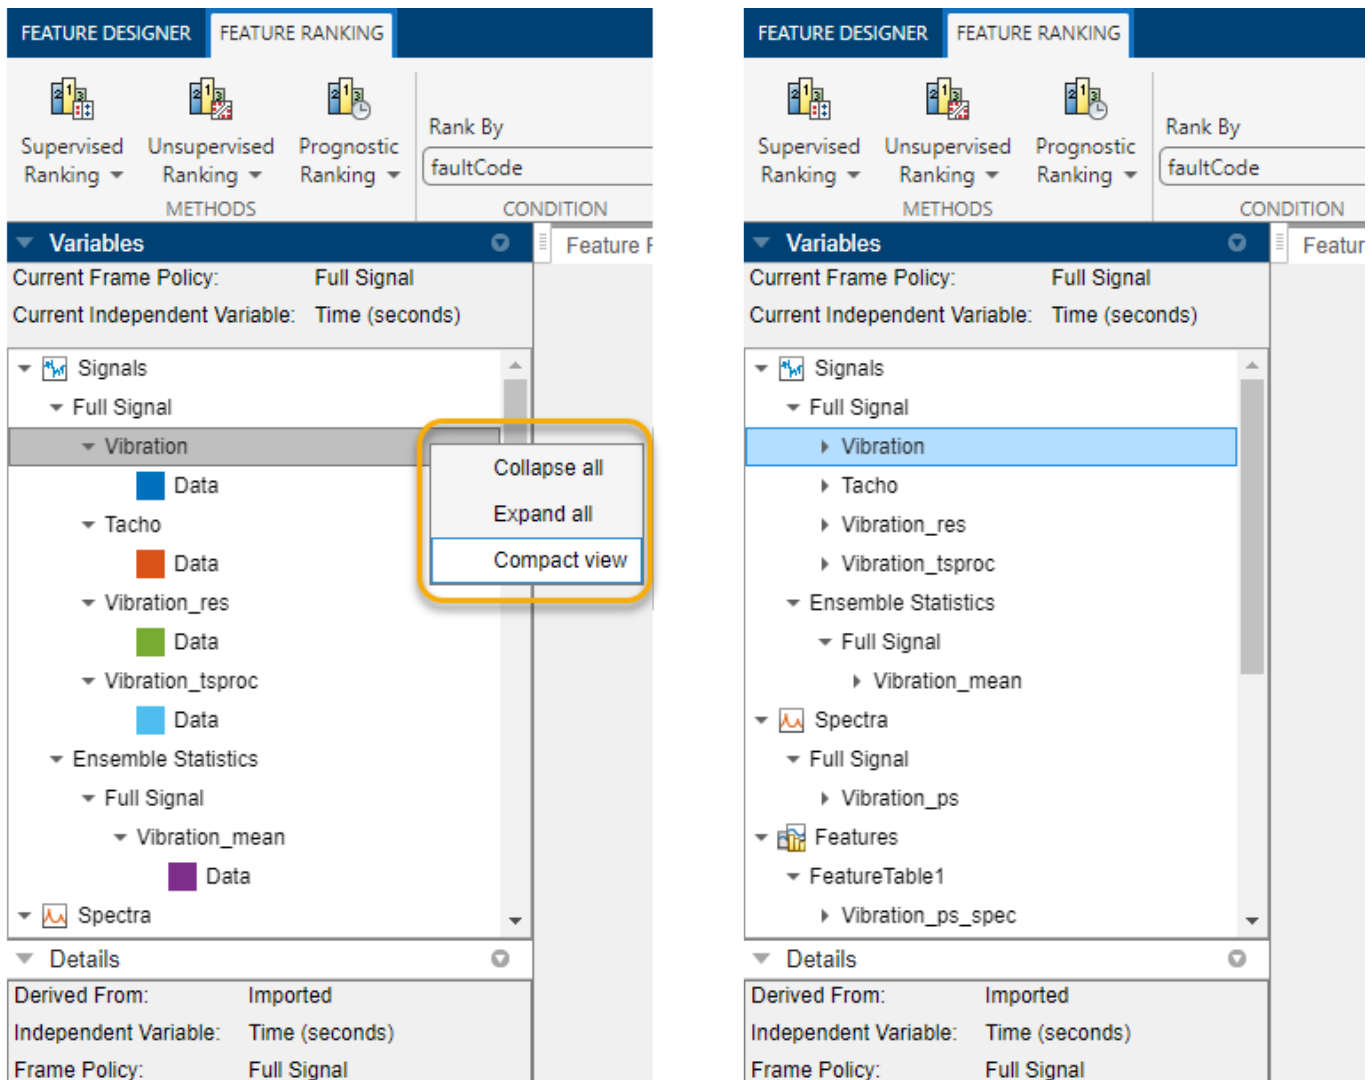 FEATURE DESIGNER FEATURE RANKING
Supervised Ranking
Unsupervised Ranking
Prognostic Ranking
METHODS
Rank By
faultCode
CONDITION
Variables
Feature F
Current Frame Policy: Full Signal
Current Independent Variable: Time (seconds)
Signals
Full Signal
Vibration
Data
Tacho
Data
Vibration_res
Data
Vibration_tsproc
Data
Ensemble Statistics
Full Signal
Vibration_mean
Data
Spectra
Collapse all
Expand all
Compact view
Details
Derived From: Imported
Independent Variable: Time (seconds)
Frame Policy: Full Signal
FEATURE DESIGNER FEATURE RANKING
Supervised Ranking
Unsupervised Ranking
Prognostic Ranking
METHODS
Rank By
faultCode
CONDITION
Variables
Featur
Current Frame Policy: Full Signal
Current Independent Variable: Time (seconds)
Signals
Full Signal
Vibration
Tacho
Vibration_res
Vibration_tsproc
Ensemble Statistics
Full Signal
Vibration_mean
Spectra
Full Signal
Vibration_ps
Features
FeatureTable1
Vibration_ps_spec
Details
Derived From: Imported
Independent Variable: Time (seconds)
Frame Policy: Full Signal